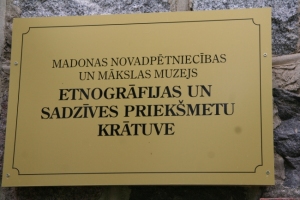 MADONAS NOVADPĒTNIECĪBAS
UN MĀKSLAS MUZEJS
ETNOGRĀFIJAS UN
SADZĪVES PRIEKŠMETU
KRĀTUVE